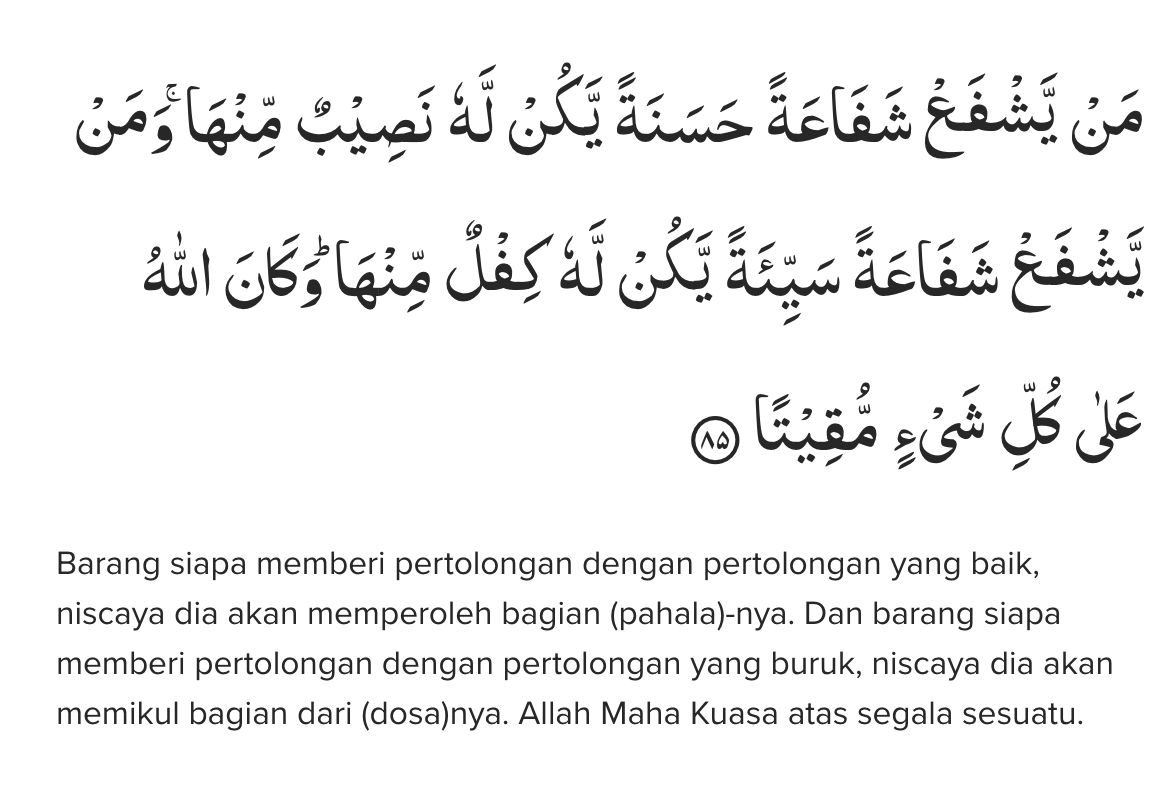 مَنْ يَّشْفَعْ شَفَاعَةً حَسَنَةً يَّكُنْ لَّهٗ نَصِيْبٌ مِّنْهَا ۚوَمَنْ
يَّشْفَعْ شَفَاعَةً سَيِّئَةً يَّكُنْ لَّهٗ كِفْلٌ مِّنْهَا ۗوَكَانَ اللّٰهُ
عَلٰى كُلِّ شَيْءٍ مُّقِيْتًا ۝٨٥
Barang siapa memberi pertolongan dengan pertolongan yang baik,
niscaya dia akan memperoleh bagian (pahala)-nya. Dan barang siapa
memberi pertolongan dengan pertolongan yang buruk, niscaya dia akan
memikul bagian dari (dosa)nya. Allah Maha Kuasa atas segala sesuatu.